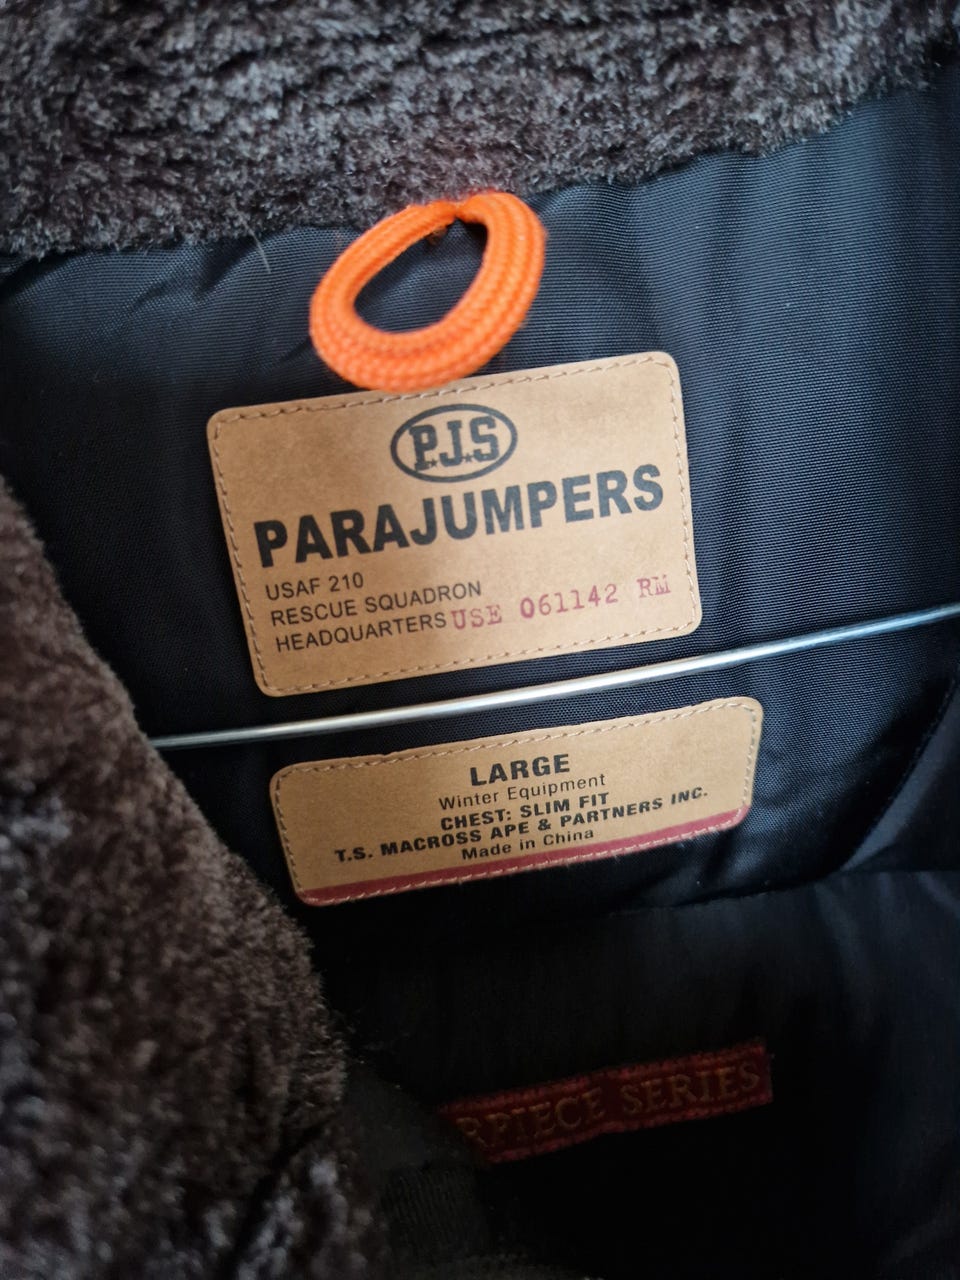 P.J.S
PARAJUMPERS
USAF 210
RESCUE SQUADRON
HEADQUARTERS USE 061142 RM
LARGE
Winter Equipment
CHEST: SLIM FIT
T.S. MACROSS APE & PARTNERS INC.
Made in China
RPIECE SERIES